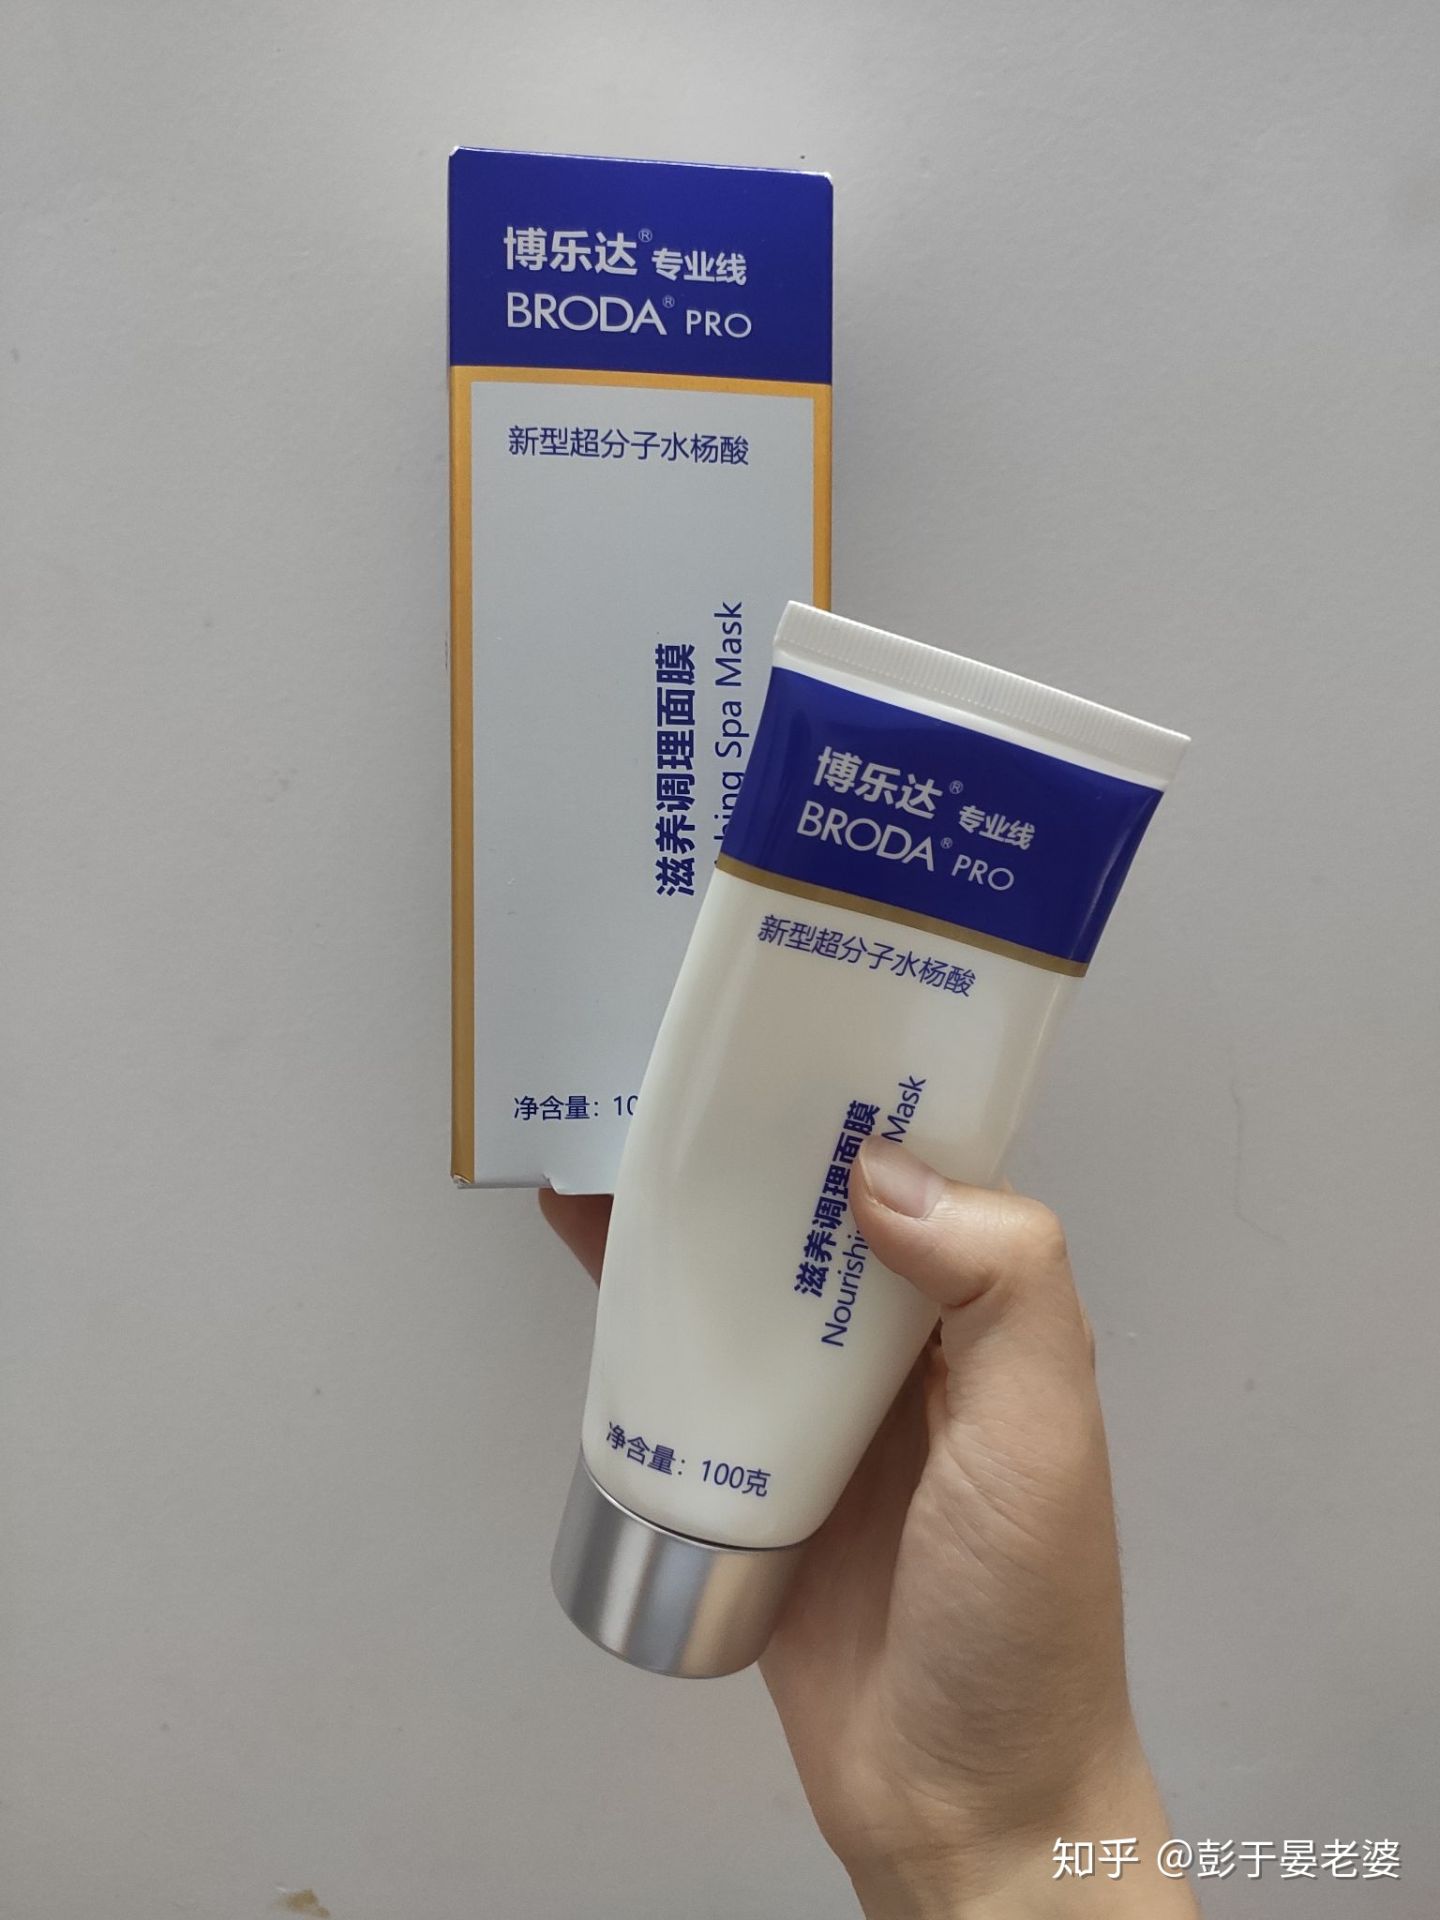 博乐达® 专业线
BRODA® PRO
新型超分子水杨酸
滋养调理面膜
Spa Mask
净含量：10
博乐达® 专业线
BRODA® PRO
新型超分子水杨酸
滋养调理面膜
Mask
净含量：100克
知乎 @彭于晏老婆